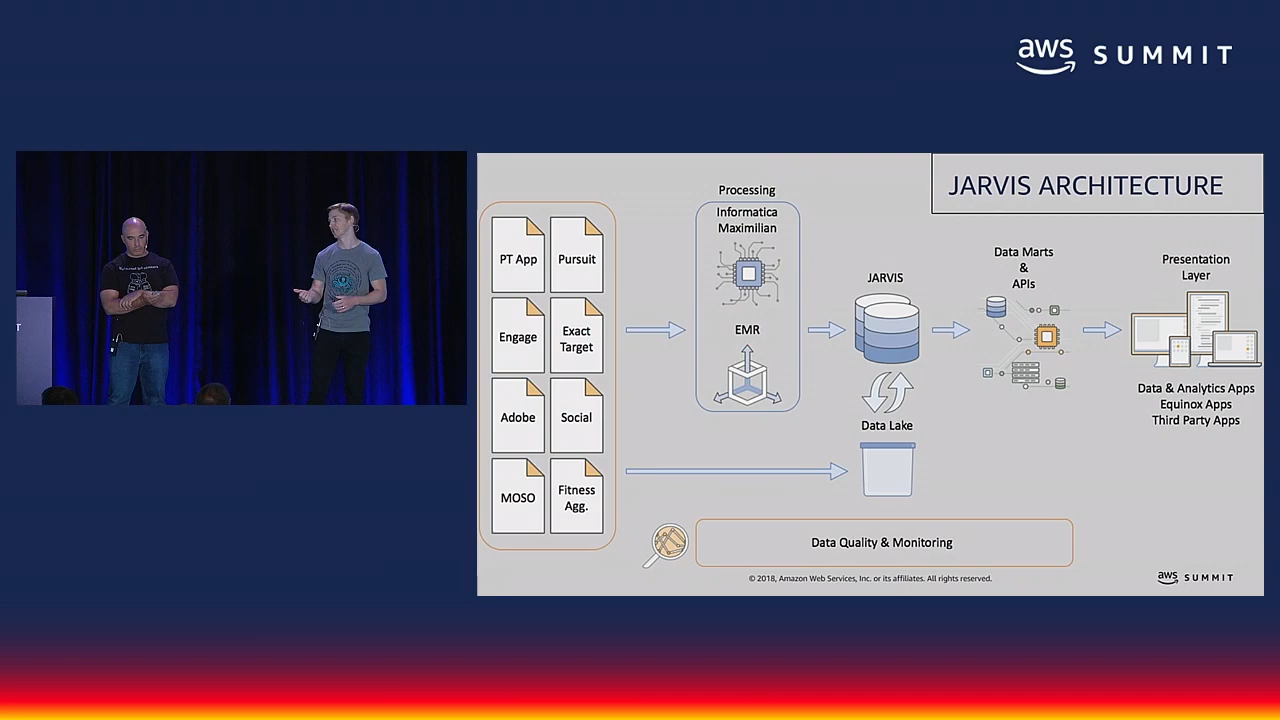 aws SUMMIT
JARVIS ARCHITECTURE
PT App
Pursuit
Engage
Exact
Target
Adobe
Social
MOSO
Fitness
Agg.
Processing
Informatica
Maximilian
EMR
JARVIS
Data Lake
Data Marts
&
APIs
Presentation
Layer
Data & Analytics Apps
Equinox Apps
Third Party Apps
Data Quality & Monitoring
© 2018, Amazon Web Services, Inc. or its affiliates. All rights reserved.
aws SUMMIT